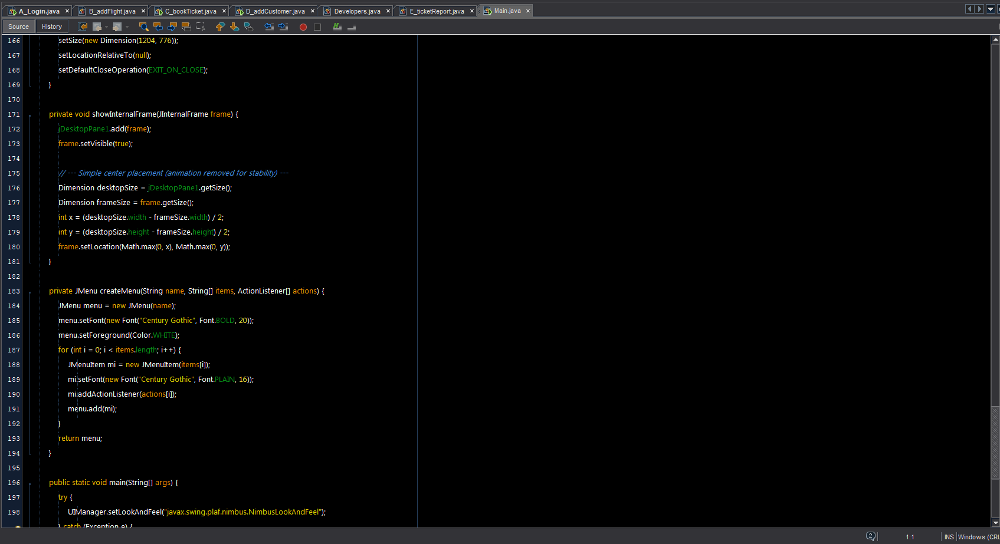 A_Login.java × B_addFlight.java × C_bookTicket.java × D_addCustomer.java × Developers.java × E_ticketReport.java × Main.java ×
Source History
166 setSize(new Dimension(1204, 776));
167 setLocationRelativeTo(null);
168 setDefaultCloseOperation(EXIT_ON_CLOSE);
169 }
170
171 private void showInternalFrame(JInternalFrame frame) {
172 jDesktopPane1.add(frame);
173 frame.setVisible(true);
174
175 // --- Simple center placement (animation removed for stability) ---
176 Dimension desktopSize = jDesktopPane1.getSize();
177 Dimension frameSize = frame.getSize();
178 int x = (desktopSize.width - frameSize.width) / 2;
179 int y = (desktopSize.height - frameSize.height) / 2;
180 frame.setLocation(Math.max(0, x), Math.max(0, y));
181 }
182
183 private JMenu createMenu(String name, String[] items, ActionListener[] actions) {
184 JMenu menu = new JMenu(name);
185 menu.setFont(new Font("Century Gothic", Font.BOLD, 20));
186 menu.setForeground(Color.WHITE);
187 for (int i = 0; i < items.length; i++) {
188 JMenuItem mi = new JMenuItem(items[i]);
189 mi.setFont(new Font("Century Gothic", Font.PLAIN, 16));
190 mi.addActionListener(actions[i]);
191 menu.add(mi);
192 }
193 return menu;
194 }
195
196 public static void main(String[] args) {
197 try {
198 UIManager.setLookAndFeel("javax.swing.plaf.nimbus.NimbusLookAndFeel");
} catch (Exception e) {
2 1:1 INS Windows (CRL